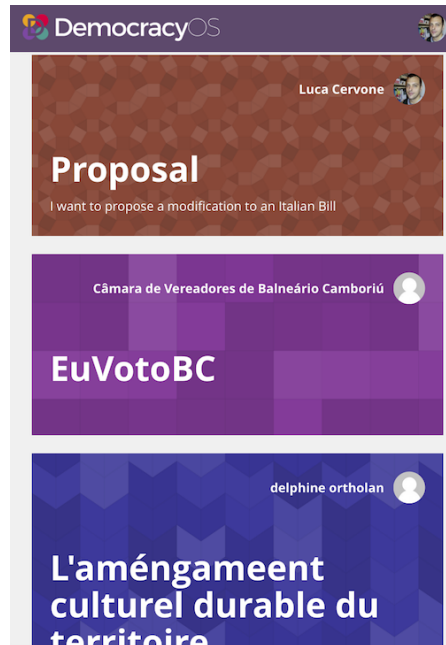 DemocracyOS
Luca Cervone
Proposal
I want to propose a modification to an Italian Bill
Câmara de Vereadores de Balneário Camboriú
EuVotoBC
delphine ortholan
L'améngameent
culturel durable du
territoire